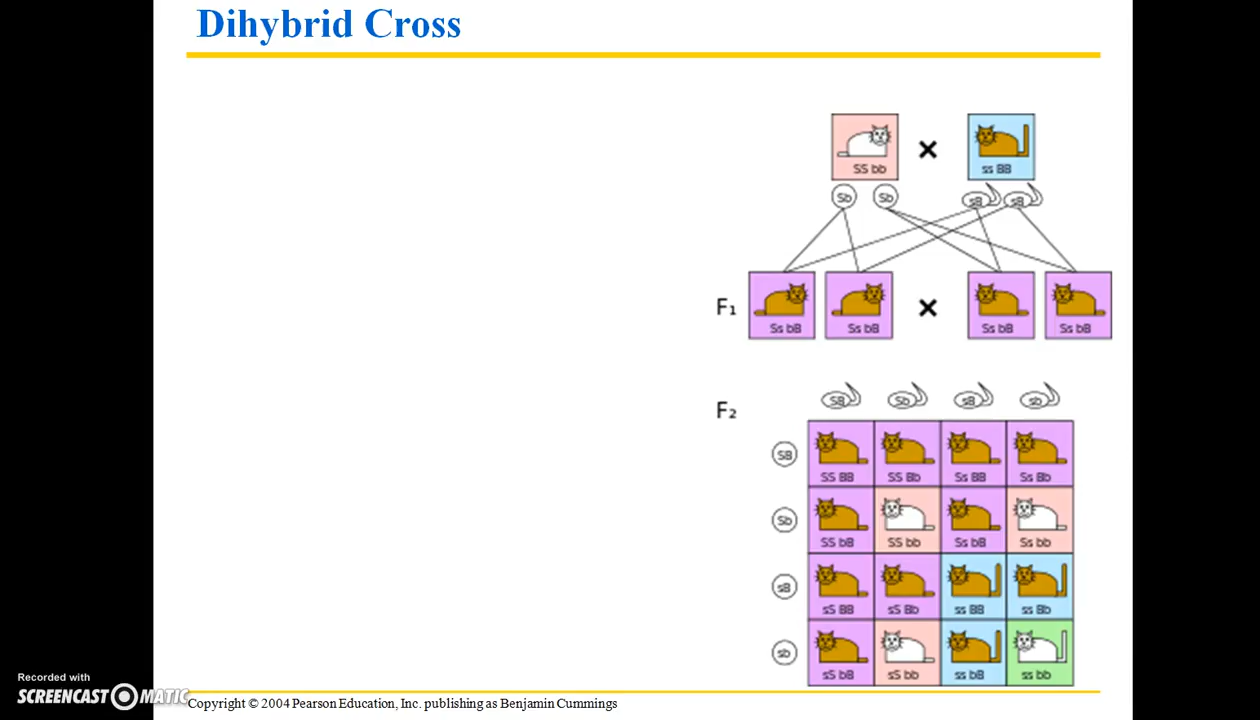 Dihybrid Cross
SS bb
ss BB
Sb Sb sB sB
F₁
Ss bB Ss bB Ss bB Ss bB
F₂
SB Sb sB sb
SB
SS BB SS Bb Ss BB Ss Bb
Sb
SS bB SS bb Ss bB Ss bb
sB
sS BB sS Bb ss BB ss Bb
sb
sS bB sS bb ss bB ss bb
Recorded with
SCREENCAST MATIC
Copyright © 2004 Pearson Education, Inc. publishing as Benjamin Cummings